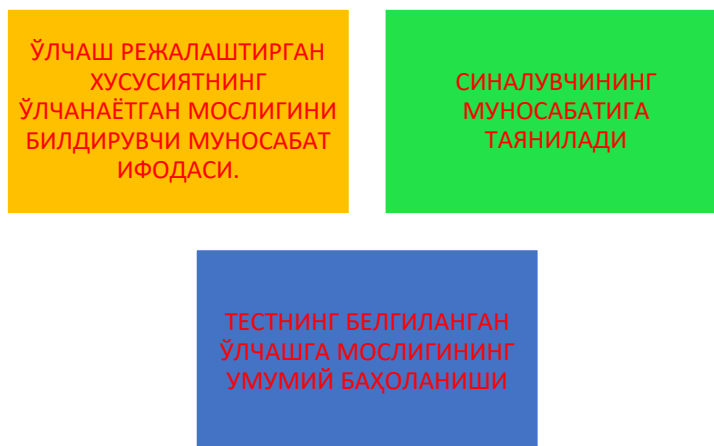 ЎЛЧАШ РЕЖАЛАШТИРГАН
ХУСУСИЯТНИНГ
ЎЛЧАНАЁТГАН МОСЛИГИНИ
БИЛДИРУВЧИ МУНОСАБАТ
ИФОДАСИ.
СИНАЛУВЧИНИНГ
МУНОСАБАТИГА
ТАЯНИЛАДИ
ТЕСТНИНГ БЕЛГИЛАНГАН
ЎЛЧАШГА МОСЛИГИНИНГ
УМУМИЙ БАҲОЛАНИШИ